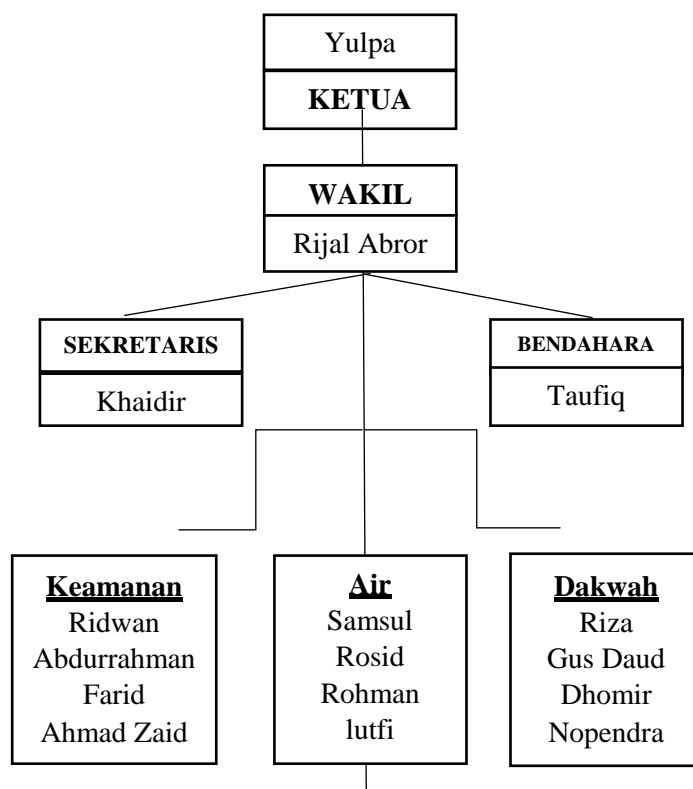 Yulpa
KETUA
WAKIL
Rijal Abror
SEKRETARIS
Khaidir
BENDAHARA
Taufiq
Keamanan
Ridwan
Abdurrahman
Farid
Ahmad Zaid
Air
Samsul
Rosid
Rohman
lutfi
Dakwah
Riza
Gus Daud
Dhomir
Nopendra